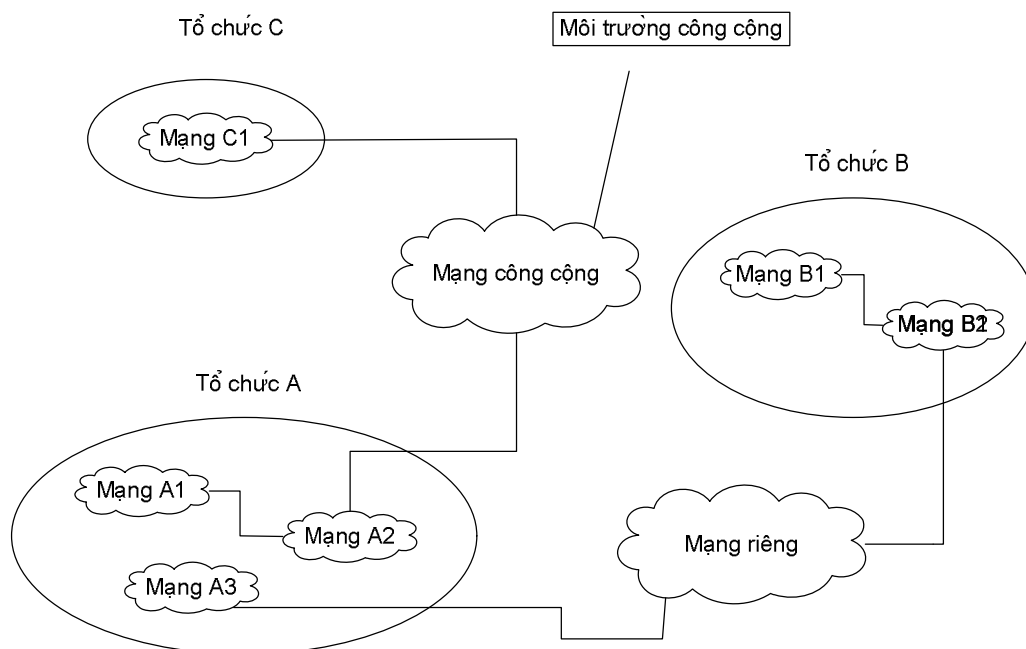 Tổ chức C
Môi trường công cộng
Mạng C1
Tổ chức B
Mạng công cộng
Mạng B1
Mạng
Tổ chức A
Mạng A1
Mạng A2
Mạng riêng
Mạng A3